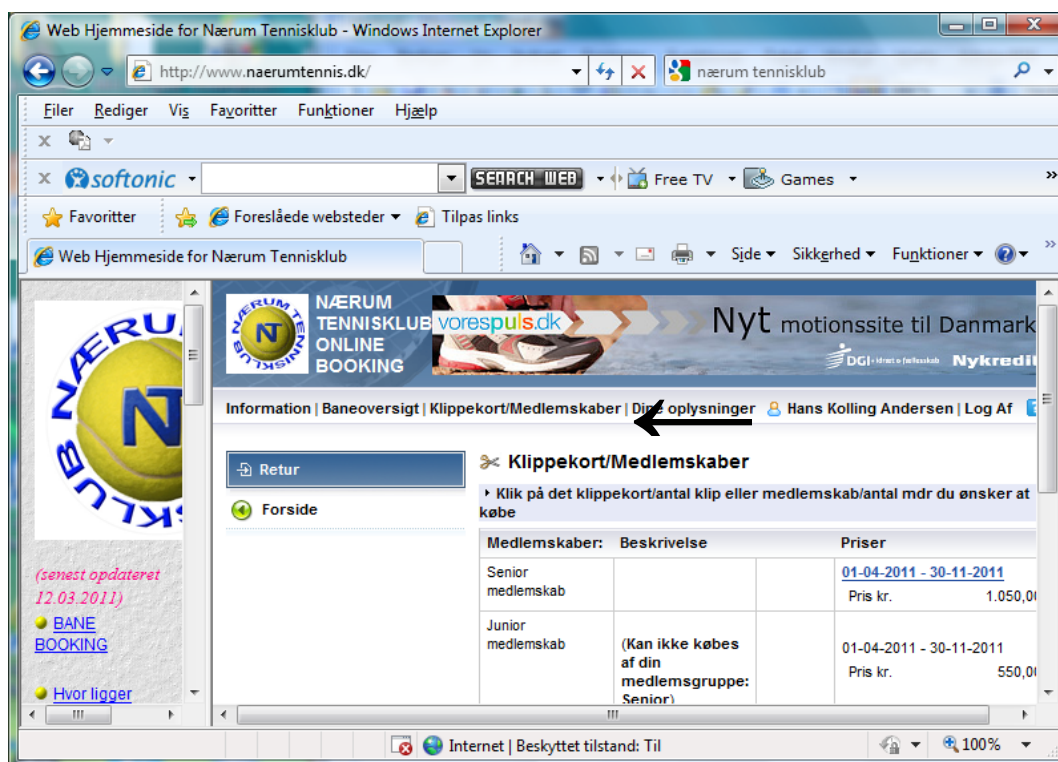 Web Hjemmeside for Nærum Tennisklub - Windows Internet Explorer
http://www.naerumtennis.dk/
nærum tennisklub
Filer Rediger Vis Favoritter Funktioner Hjælp
softonic SEARCH WEB Free TV Games
Favoritter Foreslåede websteder Tilpas links
Web Hjemmeside for Nærum Tennisklub Side Sikkerhed Funktioner
NÆRUM TENNISKLUB
NT
NÆRUM
TENNISKLUB
ONLINE
BOOKING
vorespuls.dk
Nyt motionssite til Danmark
DGI
Nykredit
Information | Baneoversigt | Klippekort/Medlemskaber | Dine oplysninger Hans Kolling Andersen | Log Af
Retur
Forside
Klippekort/Medlemskaber
Klik på det klippekort/antal klip eller medlemskab/antal mdr du ønsker at
købe
Medlemskaber: Beskrivelse Priser
Senior
medlemskab
01-04-2011 - 30-11-2011
Pris kr. 1.050,00
Junior
medlemskab
(Kan ikke købes
af din
medlemsgruppe:
Senior)
01-04-2011 - 30-11-2011
Pris kr. 550,00
(senest opdateret
12.03.2011)
BANE
BOOKING
Hvor ligger
Internet | Beskyttet tilstand: Til 100%